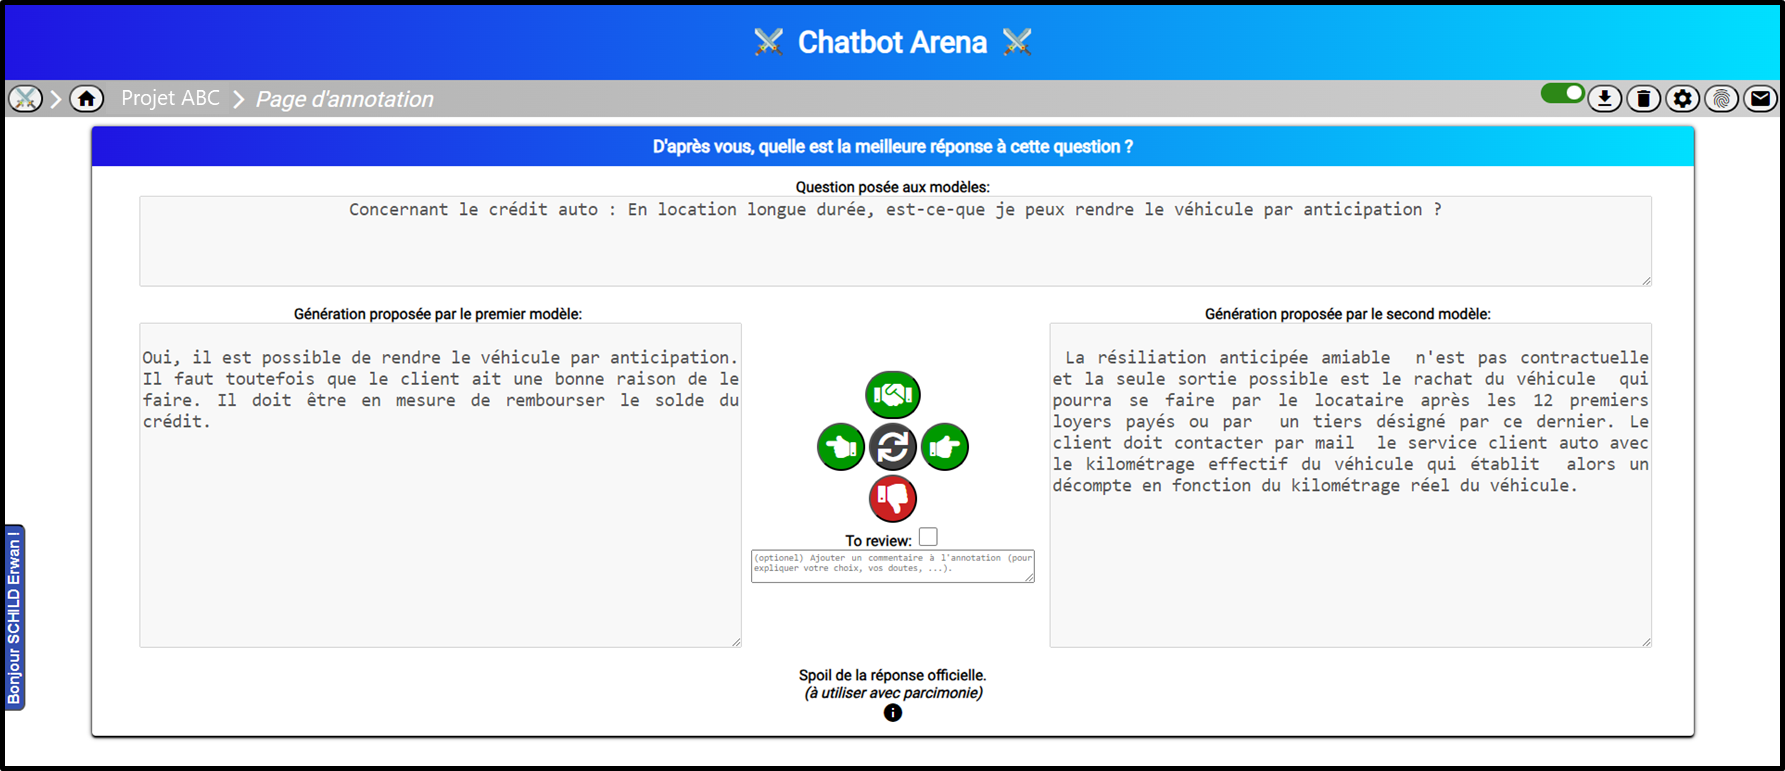 Chatbot Arena
Projet ABC
Page d'annotation
D'après vous, quelle est la meilleure réponse à cette question ?
Question posée aux modèles:
Concernant le crédit auto : En location longue durée, est-ce-que je peux rendre le véhicule par anticipation ?
Génération proposée par le premier modèle:
Oui, il est possible de rendre le véhicule par anticipation.
Il faut toutefois que le client ait une bonne raison de le
faire. Il doit être en mesure de rembourser le solde du
crédit.
To review:
(optionel) Ajouter un commentaire à l'annotation (pour
expliquer votre choix, vos doutes, ...).
Génération proposée par le second modèle:
La résiliation anticipée amiable  n'est pas contractuelle
et la seule sortie possible est le rachat du véhicule  qui
pourra se faire par le locataire après les 12 premiers
loyers payés ou par  un tiers désigné par ce dernier. Le
client doit contacter par mail  le service client auto avec
le kilométrage effectif du véhicule qui établit  alors un
décompte en fonction du kilométrage réel du véhicule.
Spoil de la réponse officielle.
(à utiliser avec parcimonie)
Bonjour SCHILD Erwan !